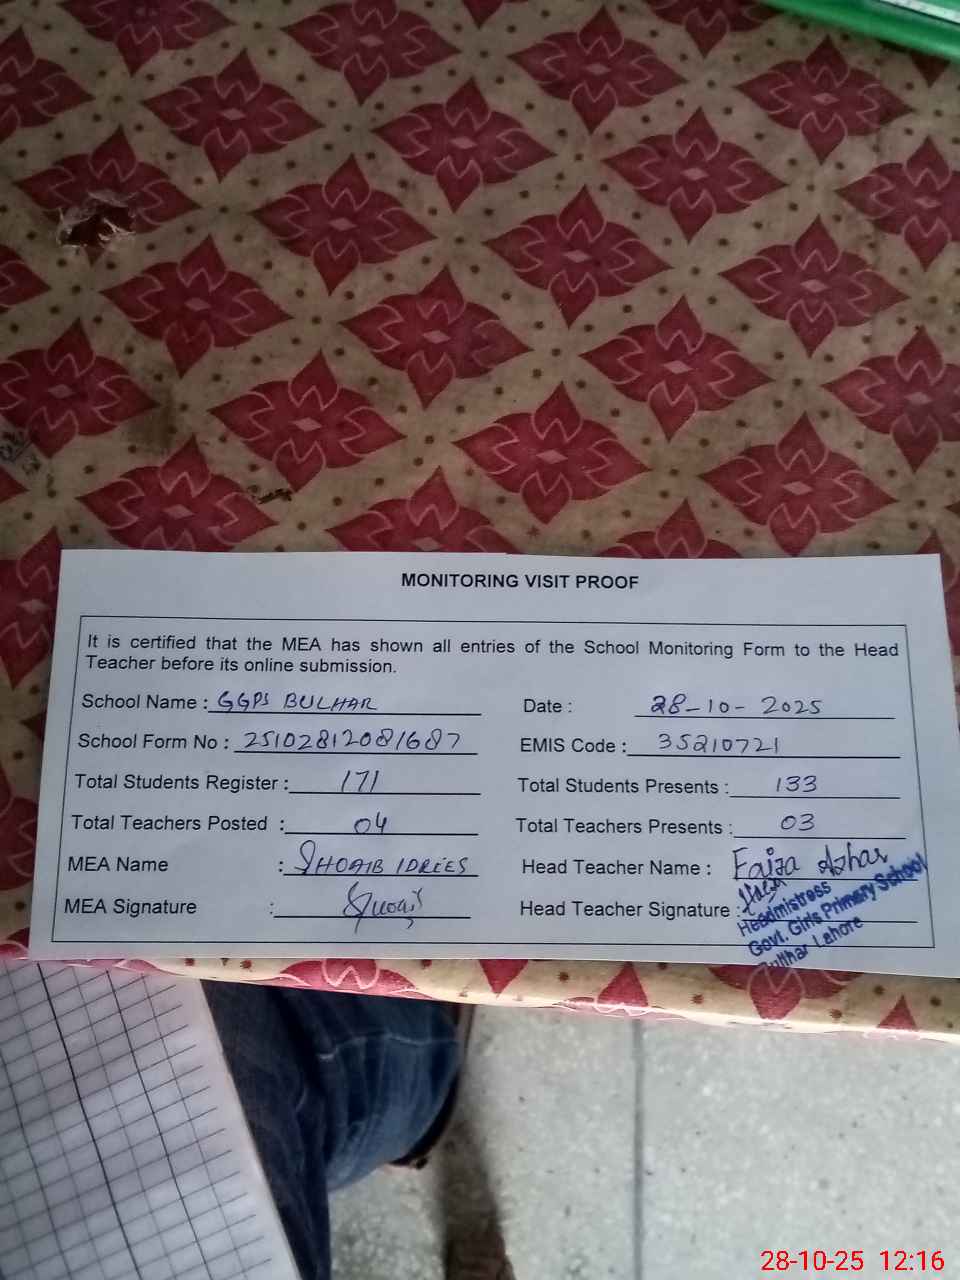 MONITORING VISIT PROOF
It is certified that the MEA has shown all entries of the School Monitoring Form to the Head
Teacher before its online submission.
School Name : GGPS BULHAR Date : 28-10-2025
School Form No : 25102812081687 EMIS Code : 35210721
Total Students Register : 171 Total Students Presents : 133
Total Teachers Posted : 04 Total Teachers Presents : 03
MEA Name : SHOAIB IDREES Head Teacher Name : Faiza Azhar
MEA Signature : Shoaib Head Teacher Signature :
Headmistress
Govt. Girls Primary School
Bulhar Lahore
28-10-25 12:16